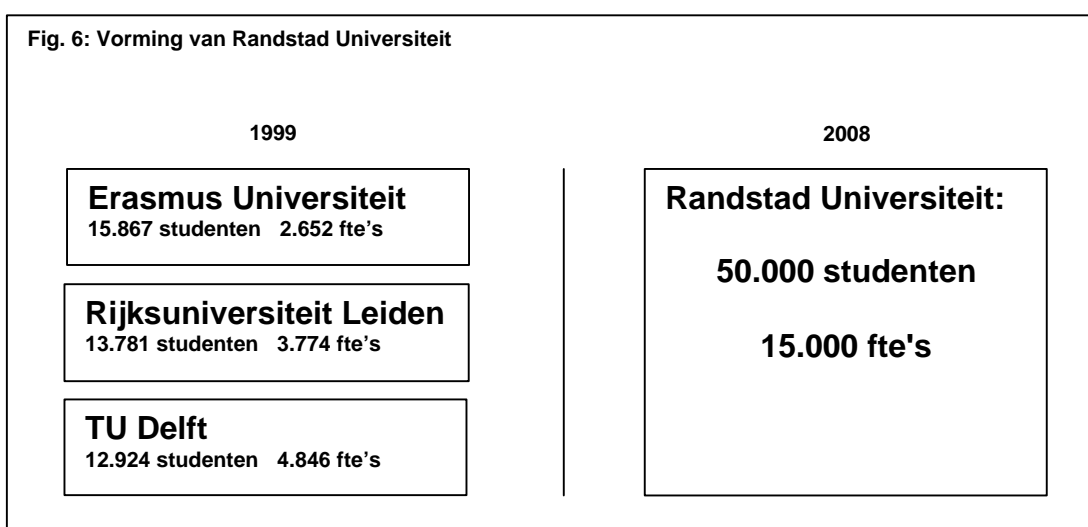 Fig. 6: Vorming van Randstad Universiteit
1999
Erasmus Universiteit
15.867 studenten 2.652 fte's
Rijksuniversiteit Leiden
13.781 studenten 3.774 fte's
TU Delft
12.924 studenten 4.846 fte's
2008
Randstad Universiteit:
50.000 studenten
15.000 fte's